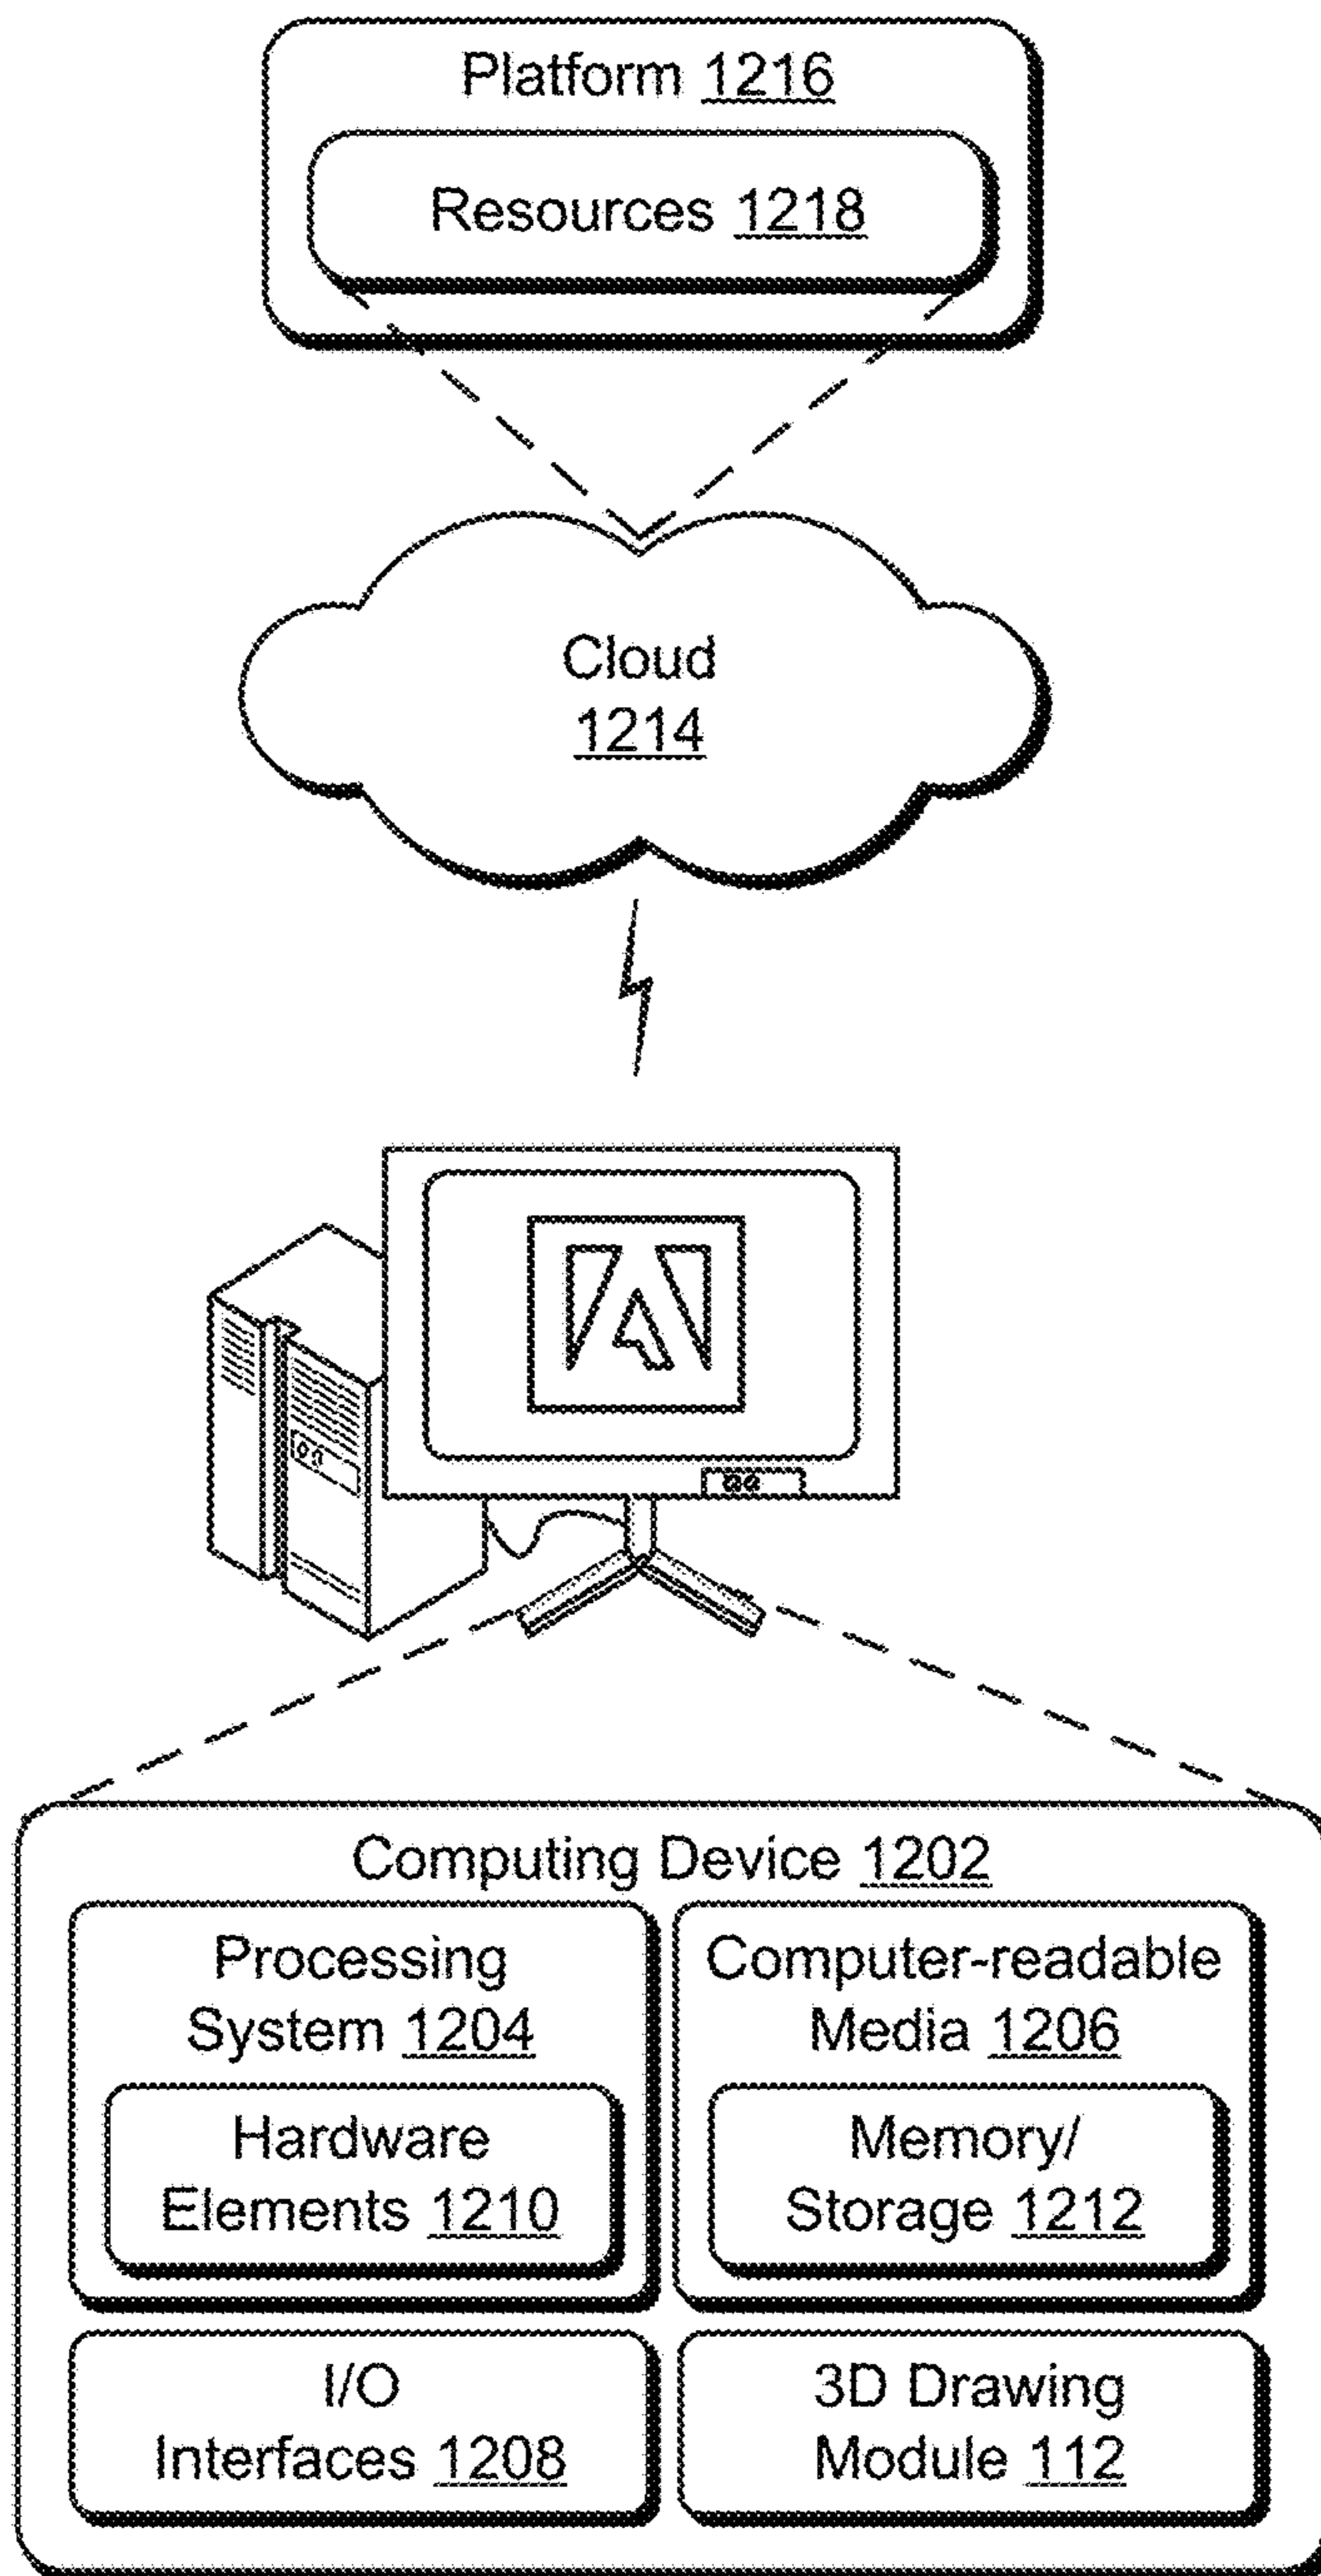 Platform 1216
Resources 1218
Cloud
1214
Computing Device 1202
Processing
System 1204
Hardware
Elements 1210
Computer-readable
Media 1206
Memory/
Storage 1212
I/O
Interfaces 1208
3D Drawing
Module 112